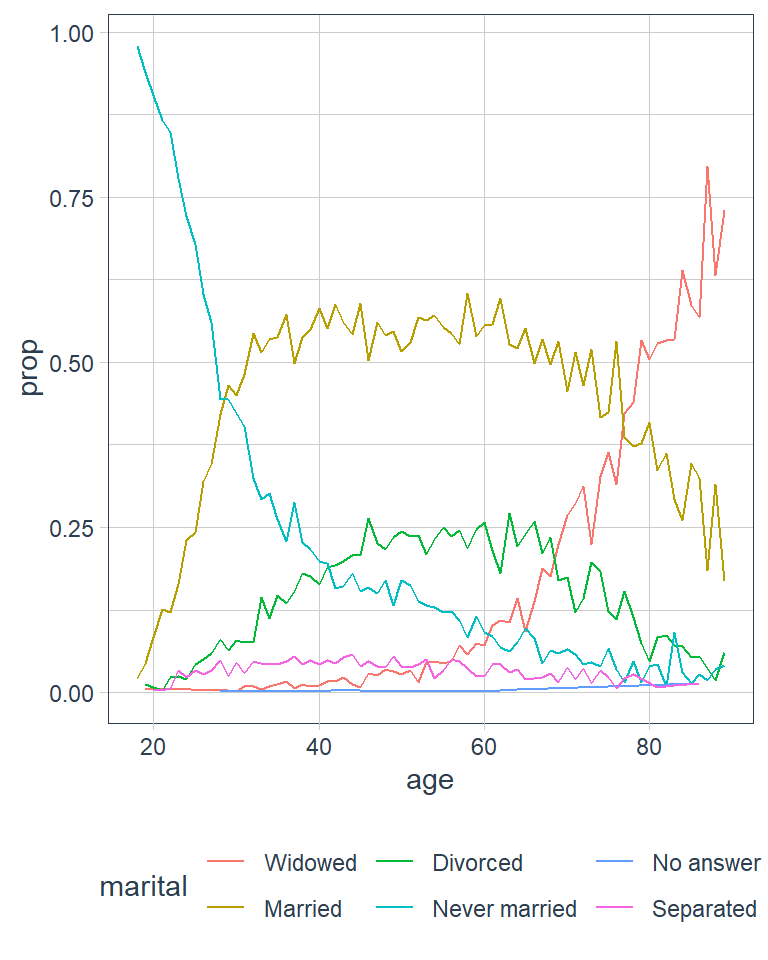 1.00
0.75
0.50
0.25
0.00
prop
20 40 60 80
age
marital
Widowed Divorced No answer
Married Never married Separated